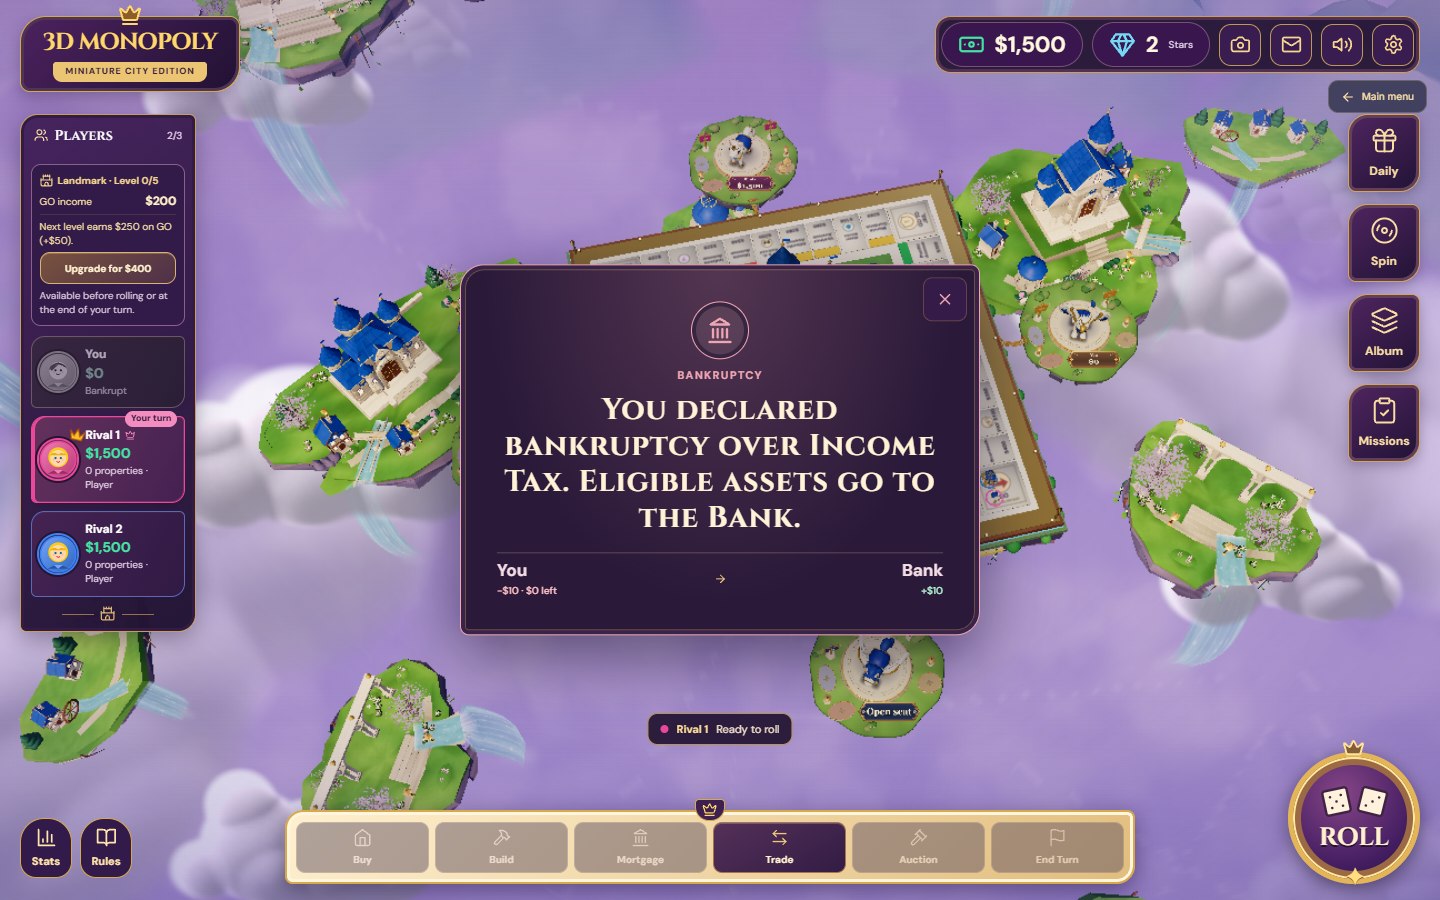 3D MONOPOLY
MINIATURE CITY EDITION
$1,500
2 Stars
Main menu
PLAYERS 2/3
Landmark · Level 0/5
GO income $200
Next level earns $250 on GO
(+$50).
Upgrade for $400
Available before rolling or at
the end of your turn.
You
$0
Bankrupt
Your turn
Rival 1
$1,500
0 properties ·
Player
Rival 2
$1,500
0 properties ·
Player
Daily
Spin
Album
Missions
BANKRUPTCY
YOU DECLARED
BANKRUPTCY OVER INCOME
TAX. ELIGIBLE ASSETS GO TO
THE BANK.
You → Bank
−$10 · $0 left +$10
Open seat
Rival 1 Ready to roll
Stats
Rules
Buy
Build
Mortgage
Trade
Auction
End Turn
ROLL